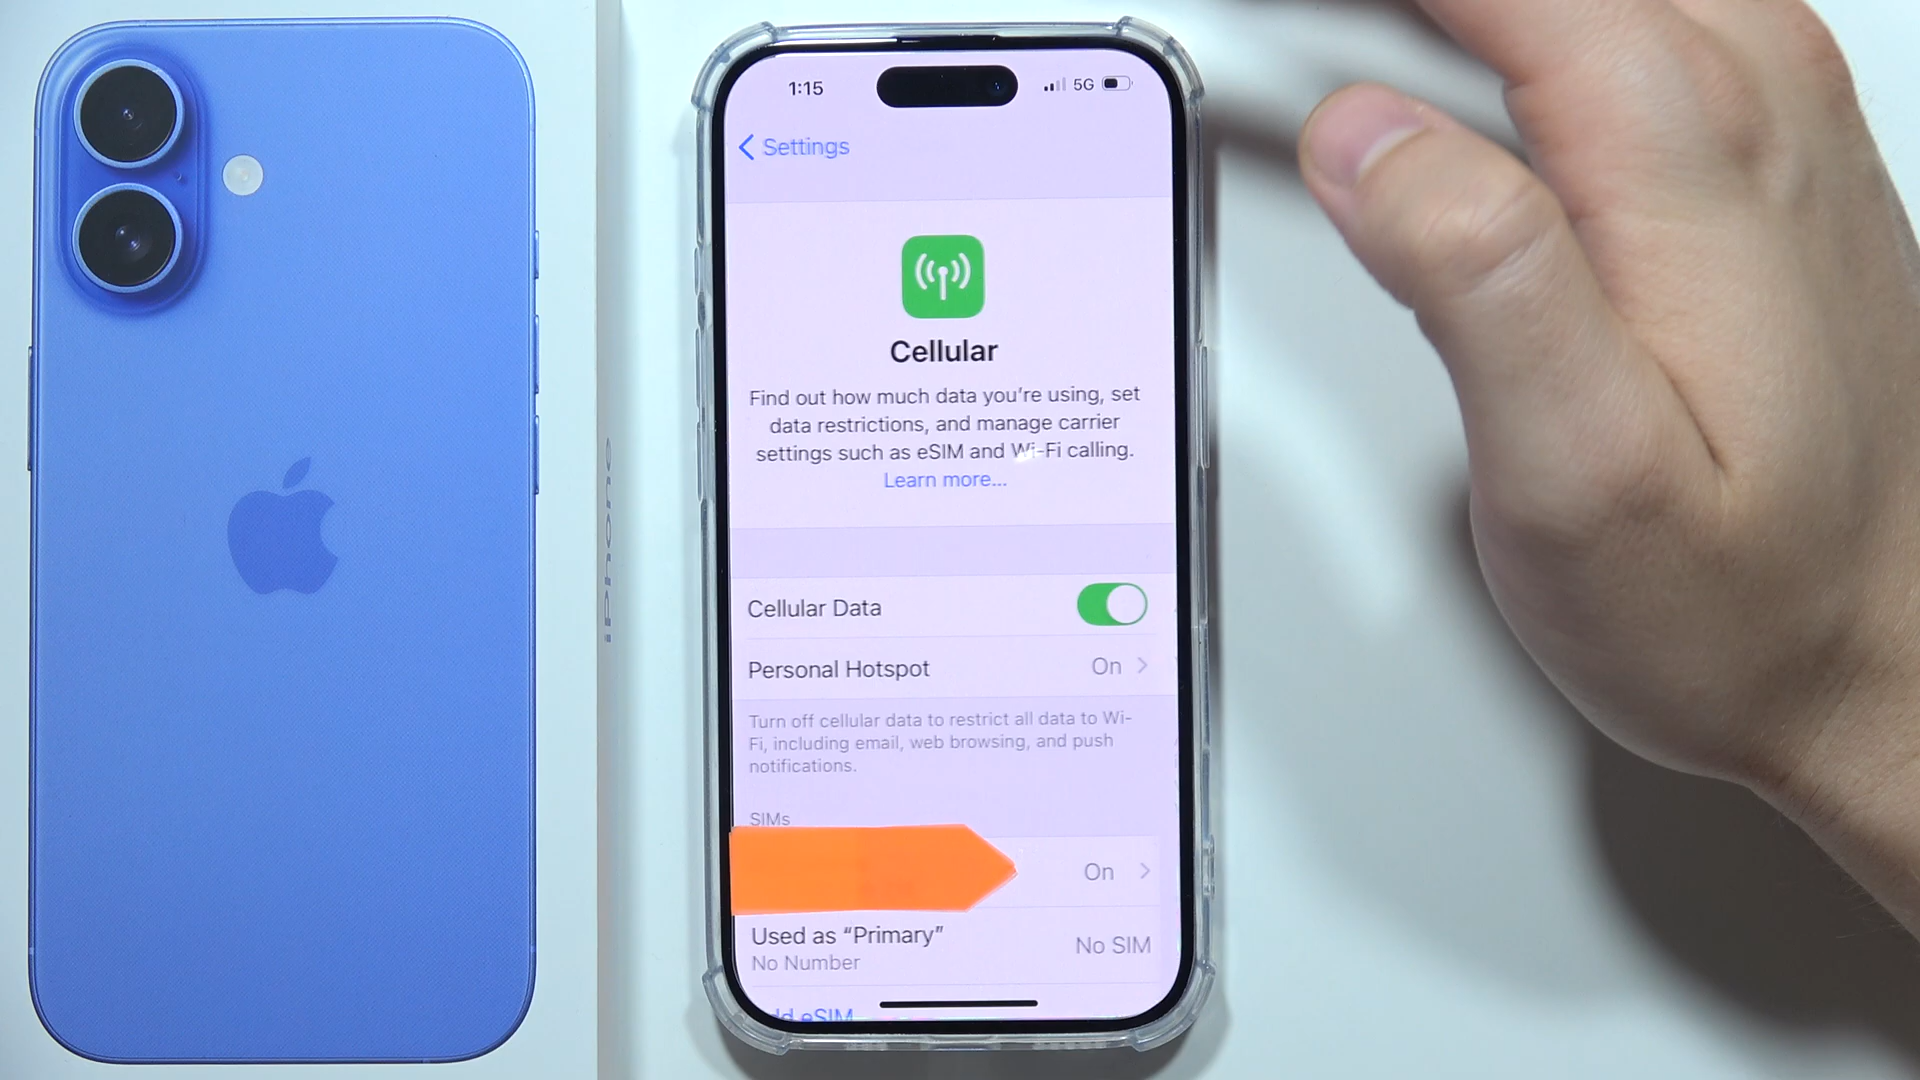 1:15
5G
Settings
Cellular
Find out how much data you're using, set
data restrictions, and manage carrier
settings such as eSIM and Wi-Fi calling.
Learn more...
Cellular Data
Personal Hotspot On
Turn off cellular data to restrict all data to Wi-
Fi, including email, web browsing, and push
notifications.
SIMs
On
Used as “Primary”
No Number
No SIM
Add eSIM
iPhone